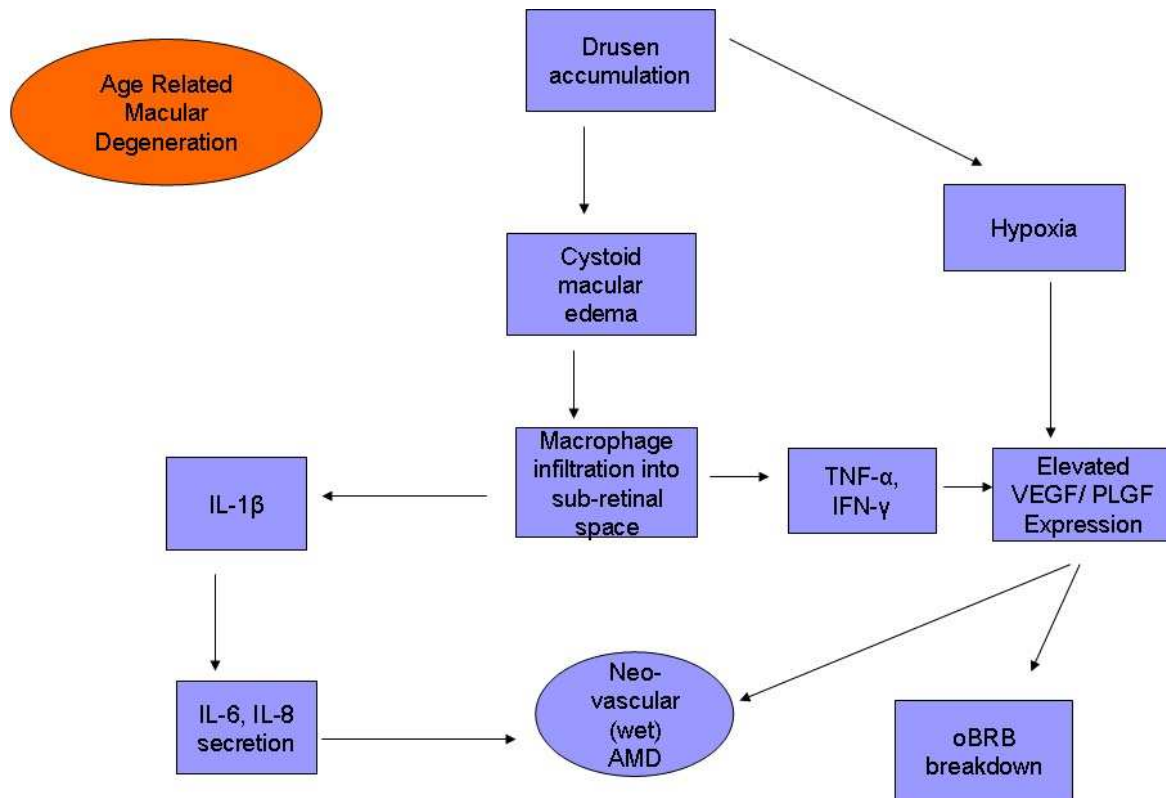 Age Related
Macular
Degeneration
Drusen
accumulation
Hypoxia
Cystoid
macular
edema
Macrophage
infiltration into
sub-retinal
space
IL-1β
TNF-α,
IFN-γ
Elevated
VEGF/ PLGF
Expression
IL-6, IL-8
secretion
Neo-
vascular
(wet)
AMD
oBRB
breakdown